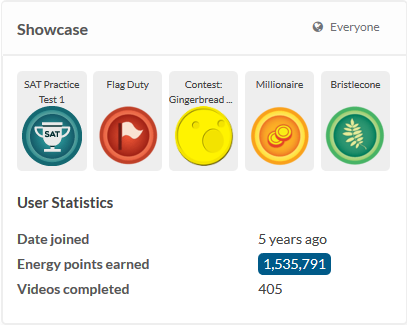 Showcase
Everyone
SAT Practice
Test 1
Flag Duty
Contest:
Gingerbread ...
Millionaire
Bristlecone
SAT
User Statistics
Date joined 5 years ago
Energy points earned 1,535,791
Videos completed 405